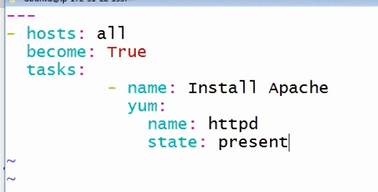 ---
- hosts: all
  become: True
  tasks:
          - name: Install Apache
            yum:
              name: httpd
              state: present
~
~